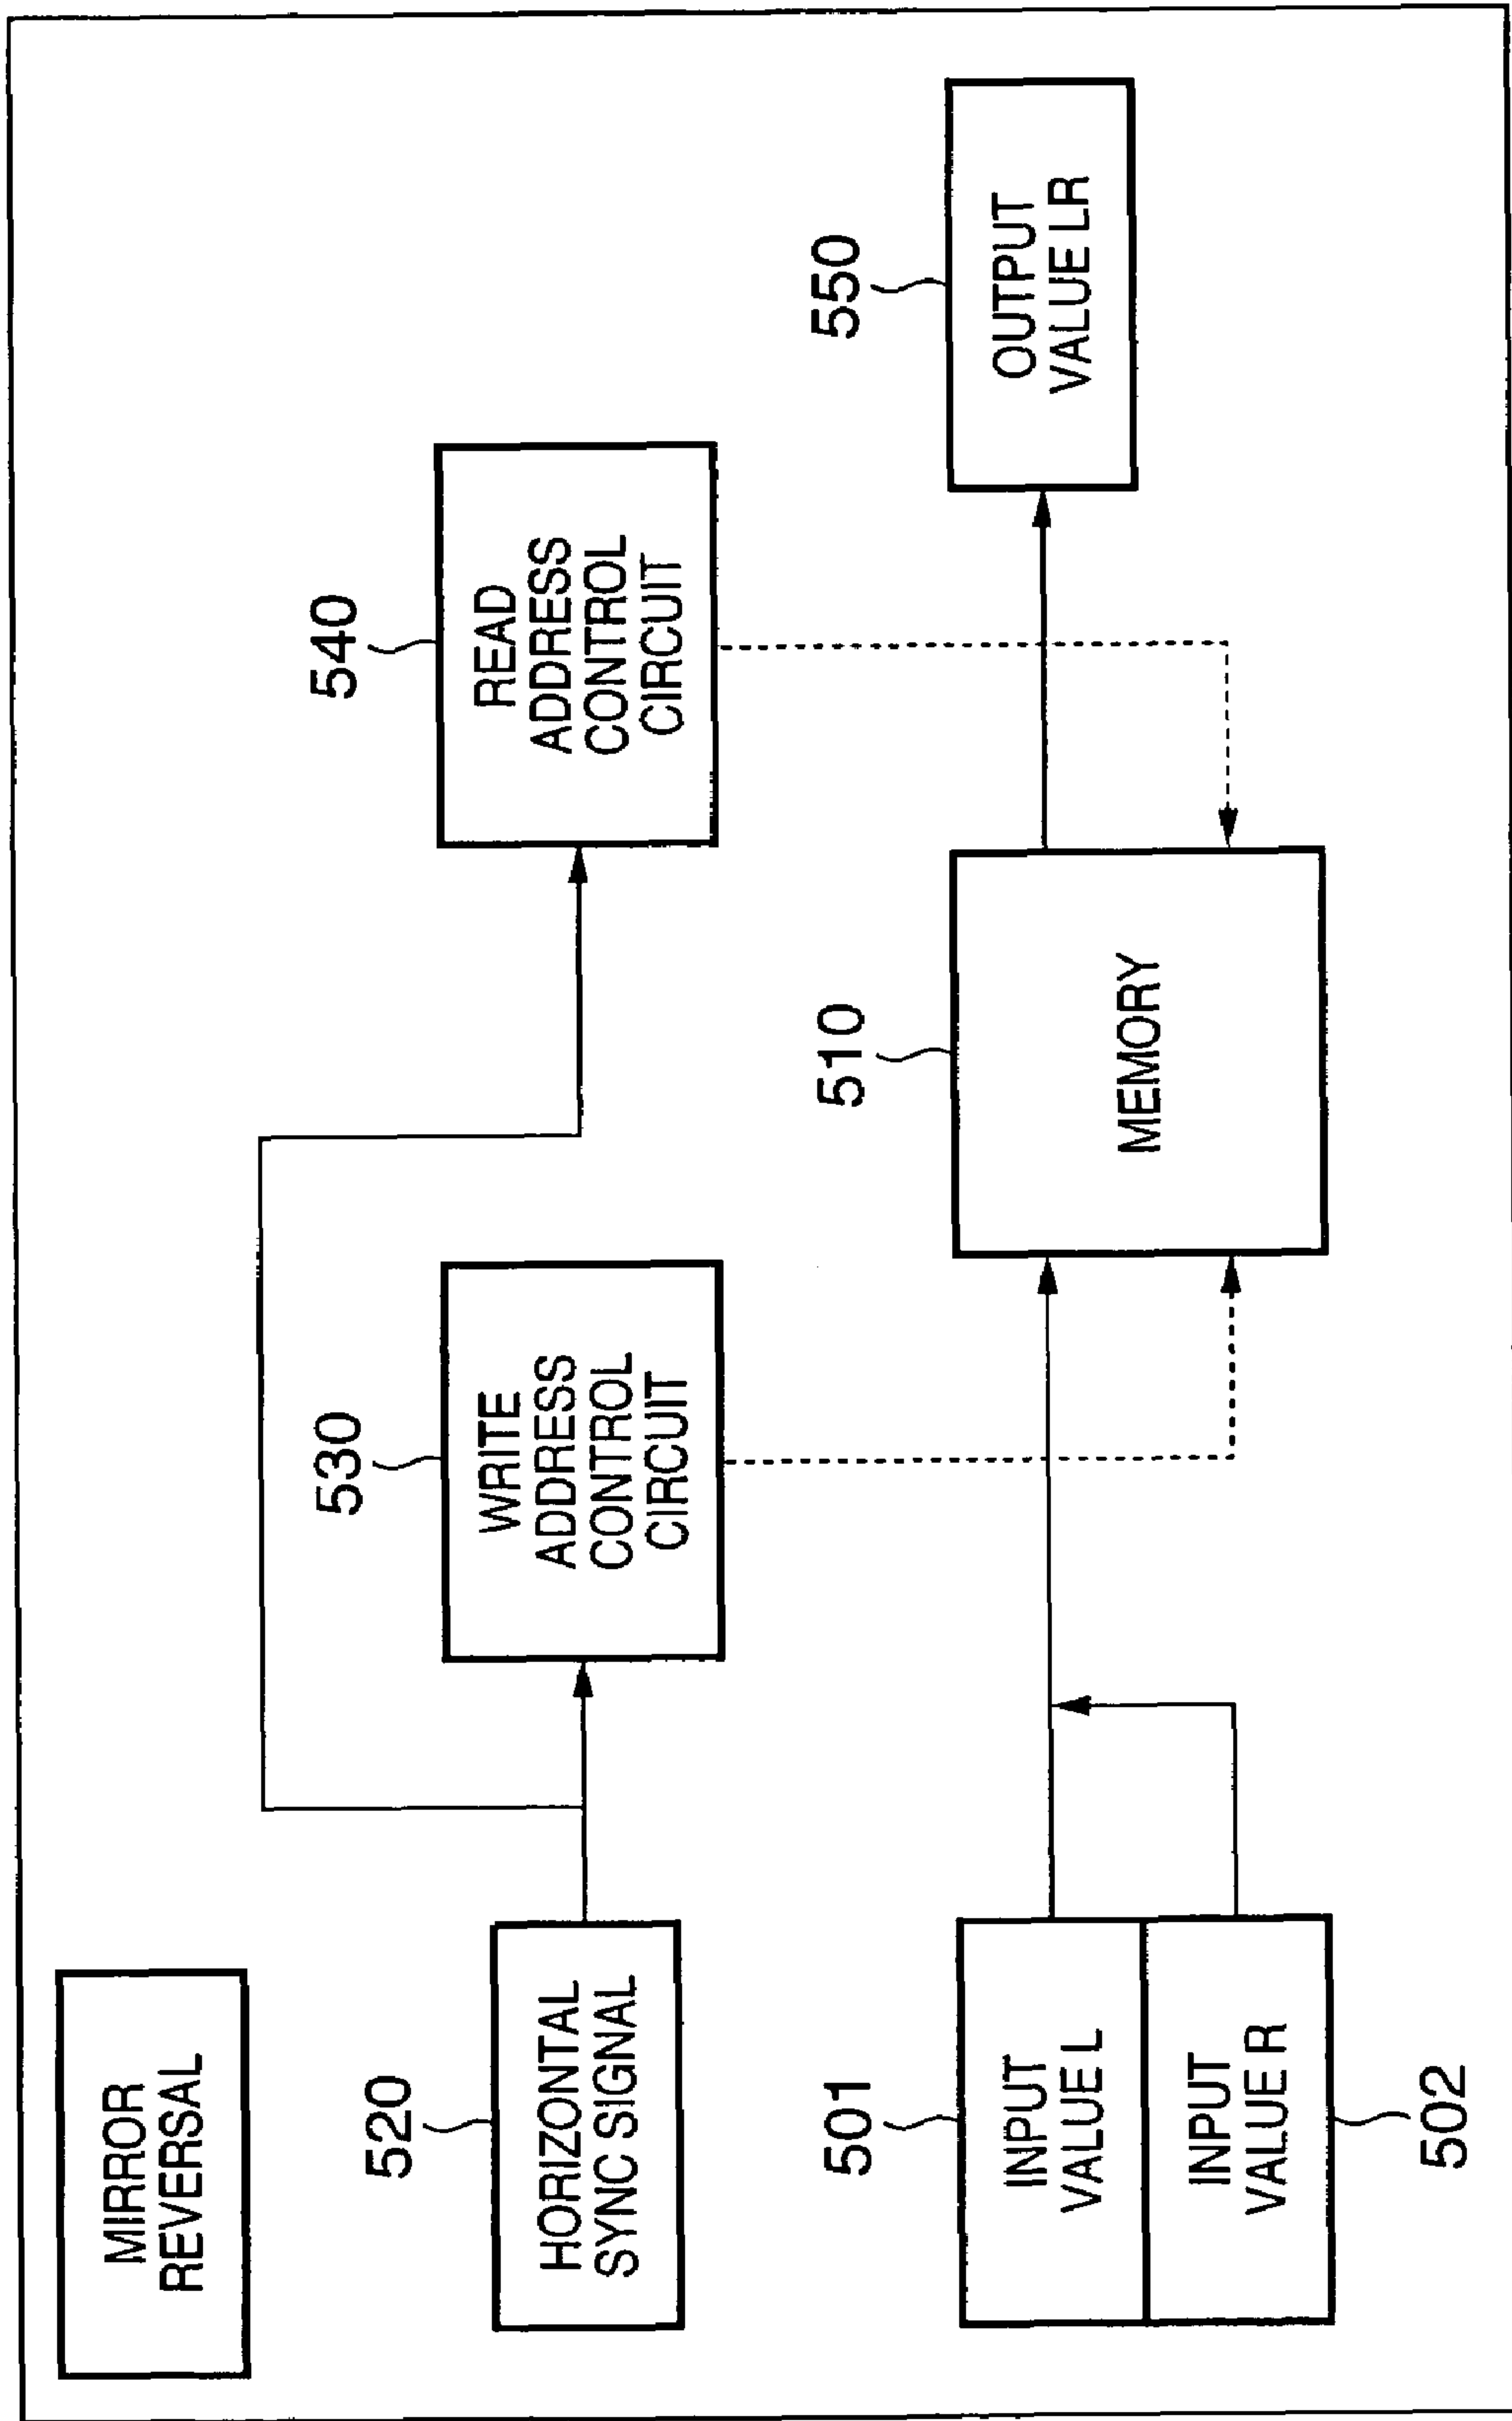 MIRROR
REVERSAL
540
READ
ADDRESS
CONTROL
CIRCUIT
530
WRITE
ADDRESS
CONTROL
CIRCUIT
520
HORIZONTAL
SYNC SIGNAL
550
OUTPUT
VALUE LR
510
MEMORY
501
INPUT
VALUE L
INPUT
VALUE R
502